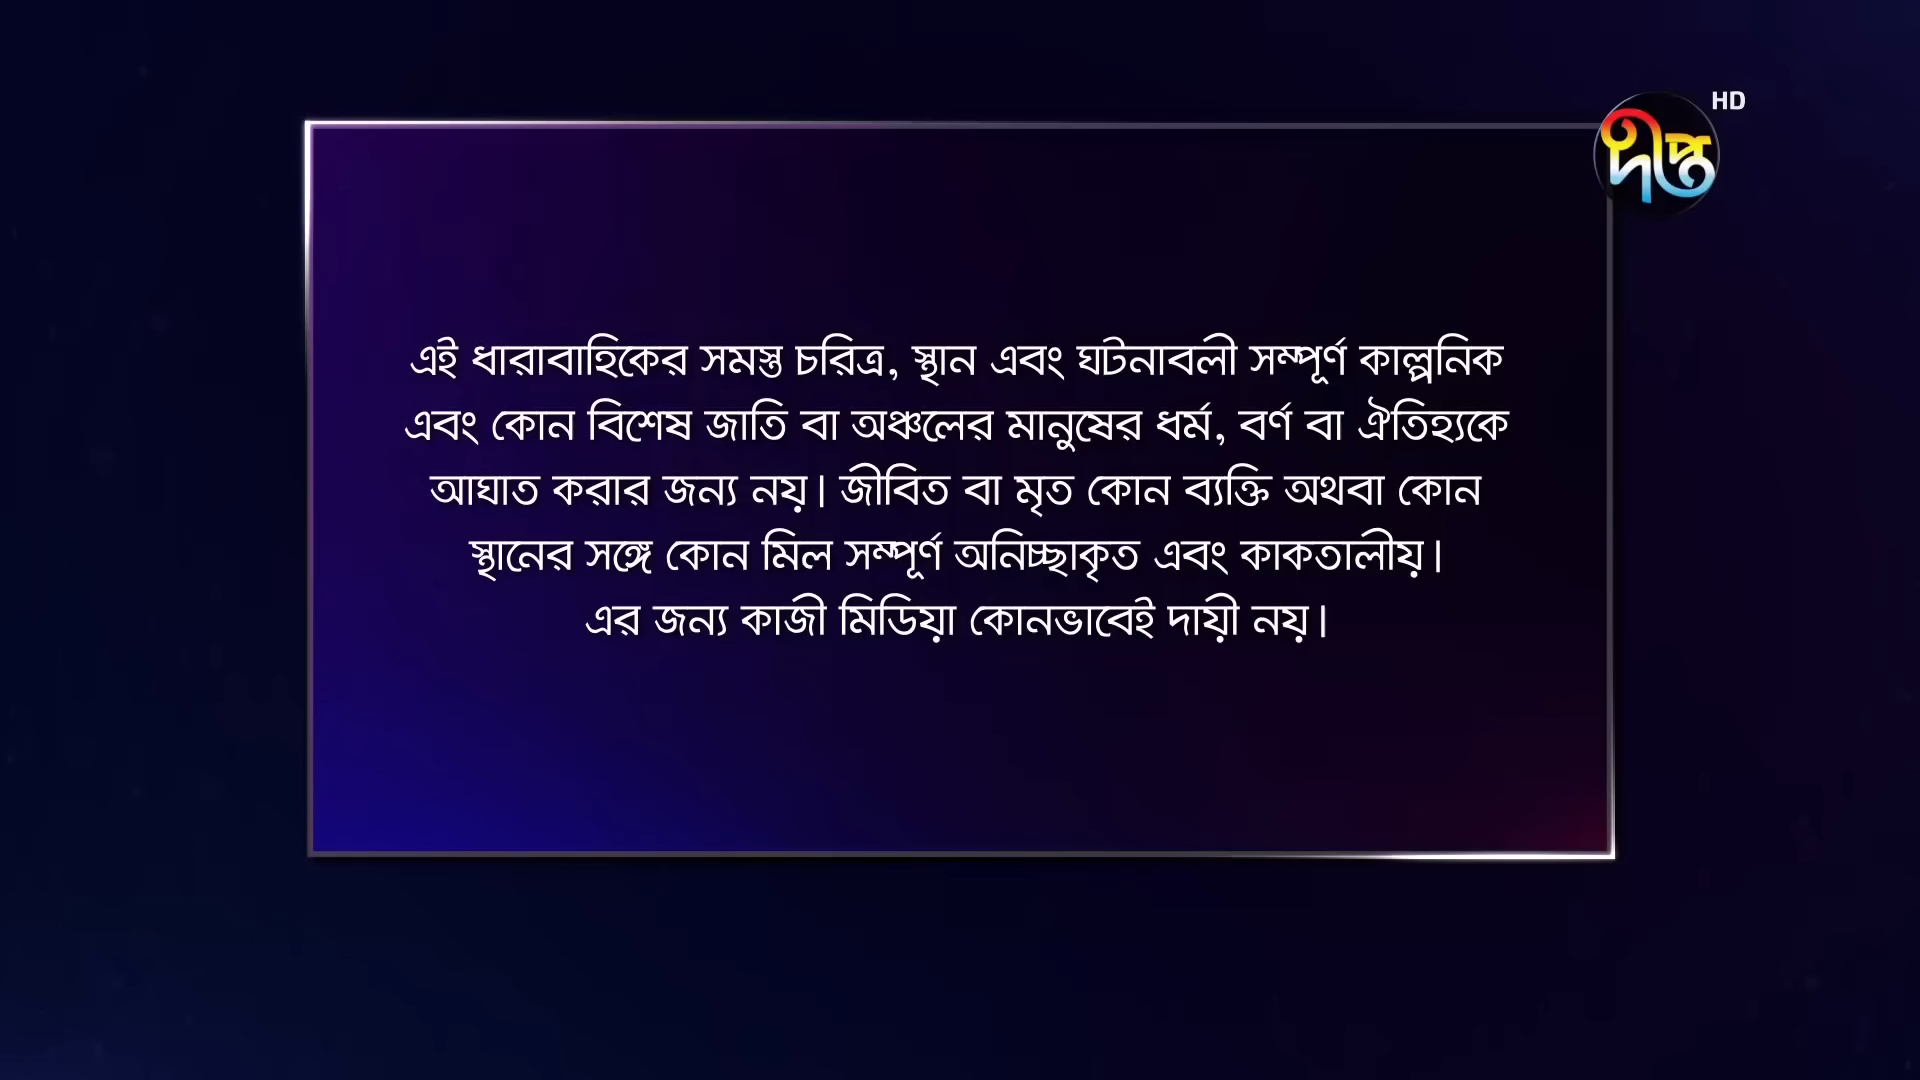 HD
দীপ্ত
এই ধারাবাহিকের সমস্ত চরিত্র, স্থান এবং ঘটনাবলী সম্পূর্ণ কাল্পনিক
এবং কোন বিশেষ জাতি বা অঞ্চলের মানুষের ধর্ম, বর্ণ বা ঐতিহ্যকে
আঘাত করার জন্য নয়। জীবিত বা মৃত কোন ব্যক্তি অথবা কোন
স্থানের সঙ্গে কোন মিল সম্পূর্ণ অনিচ্ছাকৃত এবং কাকতালীয়।
এর জন্য কাজী মিডিয়া কোনভাবেই দায়ী নয়।